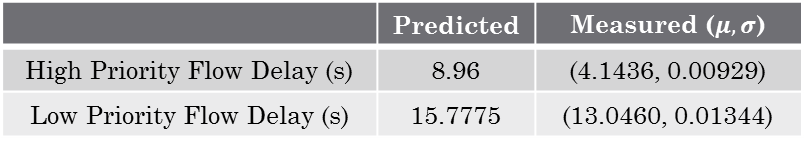 Predicted Measured (μ, σ)
High Priority Flow Delay (s) 8.96 (4.1436, 0.00929)
Low Priority Flow Delay (s) 15.7775 (13.0460, 0.01344)